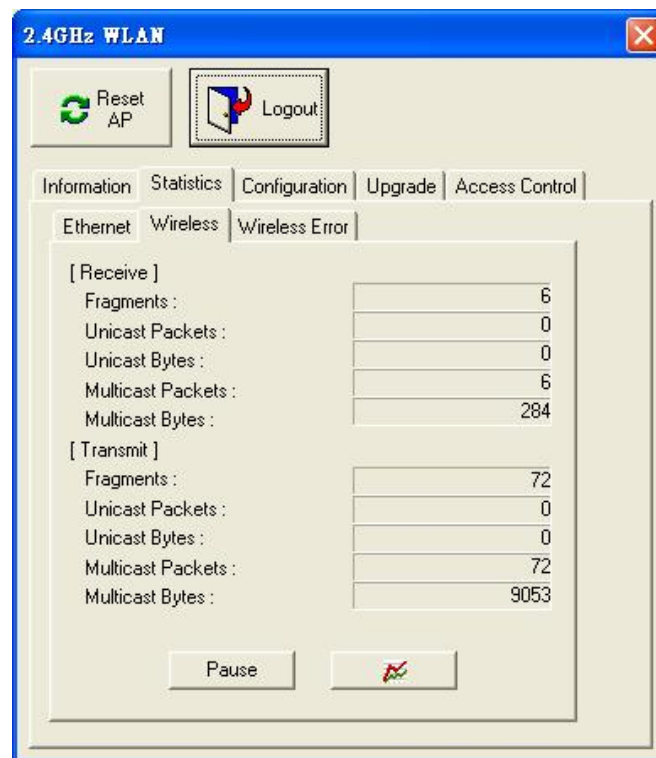 2.4GHz WLAN
Reset AP
Logout
Information Statistics Configuration Upgrade Access Control
Ethernet Wireless Wireless Error
[ Receive ]
Fragments : 6
Unicast Packets : 0
Unicast Bytes : 0
Multicast Packets : 6
Multicast Bytes : 284
[ Transmit ]
Fragments : 72
Unicast Packets : 0
Unicast Bytes : 0
Multicast Packets : 72
Multicast Bytes : 9053
Pause